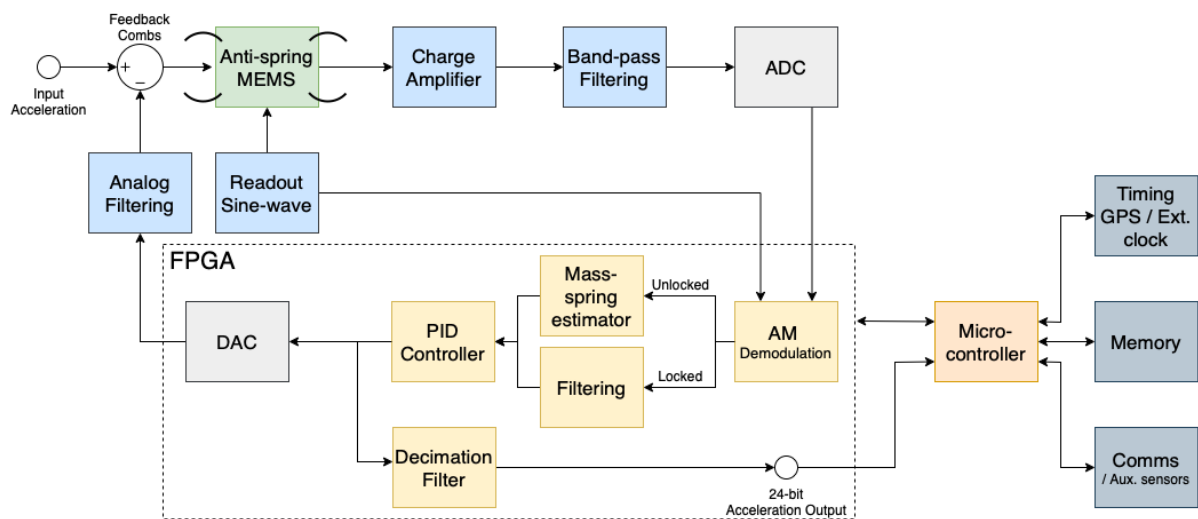 Feedback
Combs
+
−
Input
Acceleration
Anti-spring
MEMS
Charge
Amplifier
Band-pass
Filtering
ADC
Analog
Filtering
Readout
Sine-wave
Timing
GPS / Ext.
clock
FPGA
Mass-
spring
estimator
Unlocked
DAC
PID
Controller
AM
Demodulation
Micro-
controller
Memory
Filtering
Locked
Decimation
Filter
24-bit
Acceleration Output
Comms
/ Aux. sensors